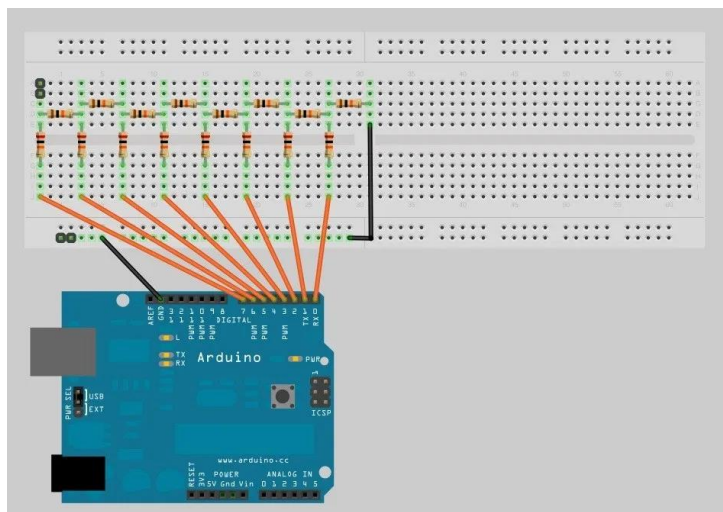 AREF
GND
13
12
11
10
9
8
7
6
5
4
3
2
1
0
PWM
PWM
PWM
PWM
PWM
PWM
TX
RX
DIGITAL
L
TX
RX
Arduino
PWM
1
ICSP
PWR SEL
USB
EXT
www.arduino.cc
POWER
ANALOG IN
RESET
3V3
5V Gnd Vin
0 1 2 3 4 5